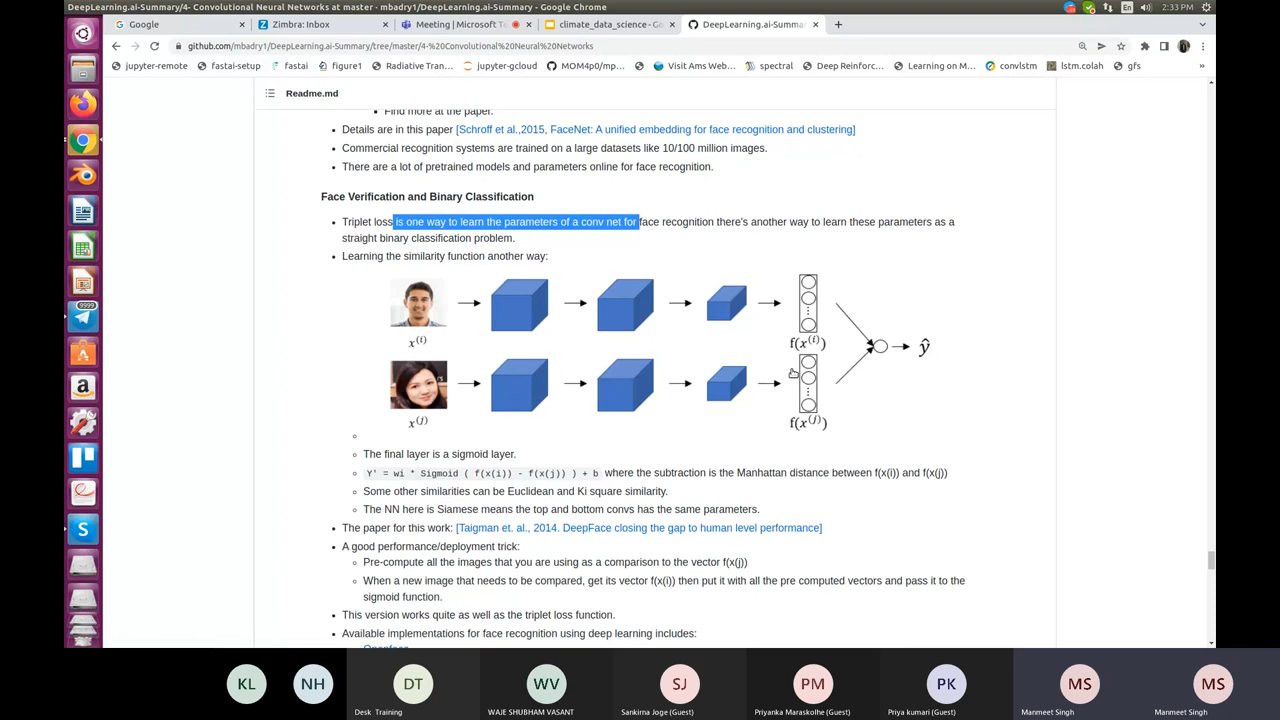 4- Convolutional Neural Networks at master · mbadry1/DeepLearning.ai-Summary - Google Chrome
En
2:33 PM
Google
Zimbra: Inbox
Meeting | Microsoft T
climate_data_science - Go
DeepLearning.ai-Summary
github.com/mbadry1/DeepLearning.ai-Summary/tree/master/4-%20Convolutional%20Neural%20Networks
jupyter-remote
fastai-setup
fastai
figure1
Radiative Tran...
jupyter-gcloud
MOM4p0/mp...
Visit Ams Web...
spectral
Deep Reinforc...
Learning on M...
convlstm
lstm.colah
gfs
»
Readme.md
Find more at the paper.
Details are in this paper [Schroff et al.,2015, FaceNet: A unified embedding for face recognition and clustering]
Commercial recognition systems are trained on a large datasets like 10/100 million images.
There are a lot of pretrained models and parameters online for face recognition.
Face Verification and Binary Classification
Triplet loss is one way to learn the parameters of a conv net for face recognition there's another way to learn these parameters as a
straight binary classification problem.
Learning the similarity function another way:
x(i)
f(x(i))
ŷ
x(j)
f(x(j))
The final layer is a sigmoid layer.
Y' = wi * Sigmoid ( f(x(i)) - f(x(j)) ) + b where the subtraction is the Manhattan distance between f(x(i)) and f(x(j))
Some other similarities can be Euclidean and Ki square similarity.
The NN here is Siamese means the top and bottom convs has the same parameters.
The paper for this work: [Taigman et. al., 2014. DeepFace closing the gap to human level performance]
A good performance/deployment trick:
Pre-compute all the images that you are using as a comparison to the vector f(x(j))
When a new image that needs to be compared, get its vector f(x(i)) then put it with all the pre computed vectors and pass it to the
sigmoid function.
This version works quite as well as the triplet loss function.
Available implementations for face recognition using deep learning includes:
9999
KL
NH
DT
WV
SJ
PM
PK
MS
MS
Desk Training
WAJE SHUBHAM VASANT
Sankirna Joge (Guest)
Priyanka Maraskolhe (Guest)
Priya kumari (Guest)
Manmeet Singh
Manmeet Singh